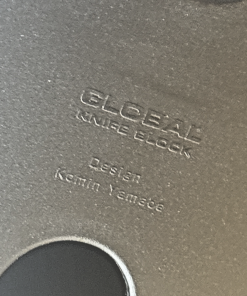 GLOBAL
KNIFE BLOCK
Design
Komin Yamada